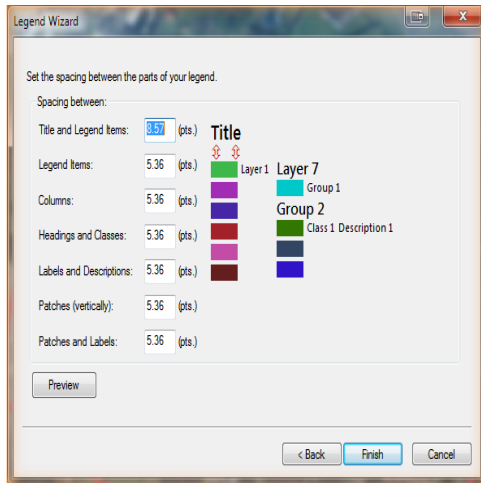 Legend Wizard
Set the spacing between the parts of your legend.
Spacing between:
Title and Legend Items: 8.57 (pts.)
Legend Items: 5.36 (pts.)
Columns: 5.36 (pts.)
Headings and Classes: 5.36 (pts.)
Labels and Descriptions: 5.36 (pts.)
Patches (vertically): 5.36 (pts.)
Patches and Labels: 5.36 (pts.)
Title
Layer 1
Layer 7
Group 1
Group 2
Class 1 Description 1
Preview
< Back Finish Cancel